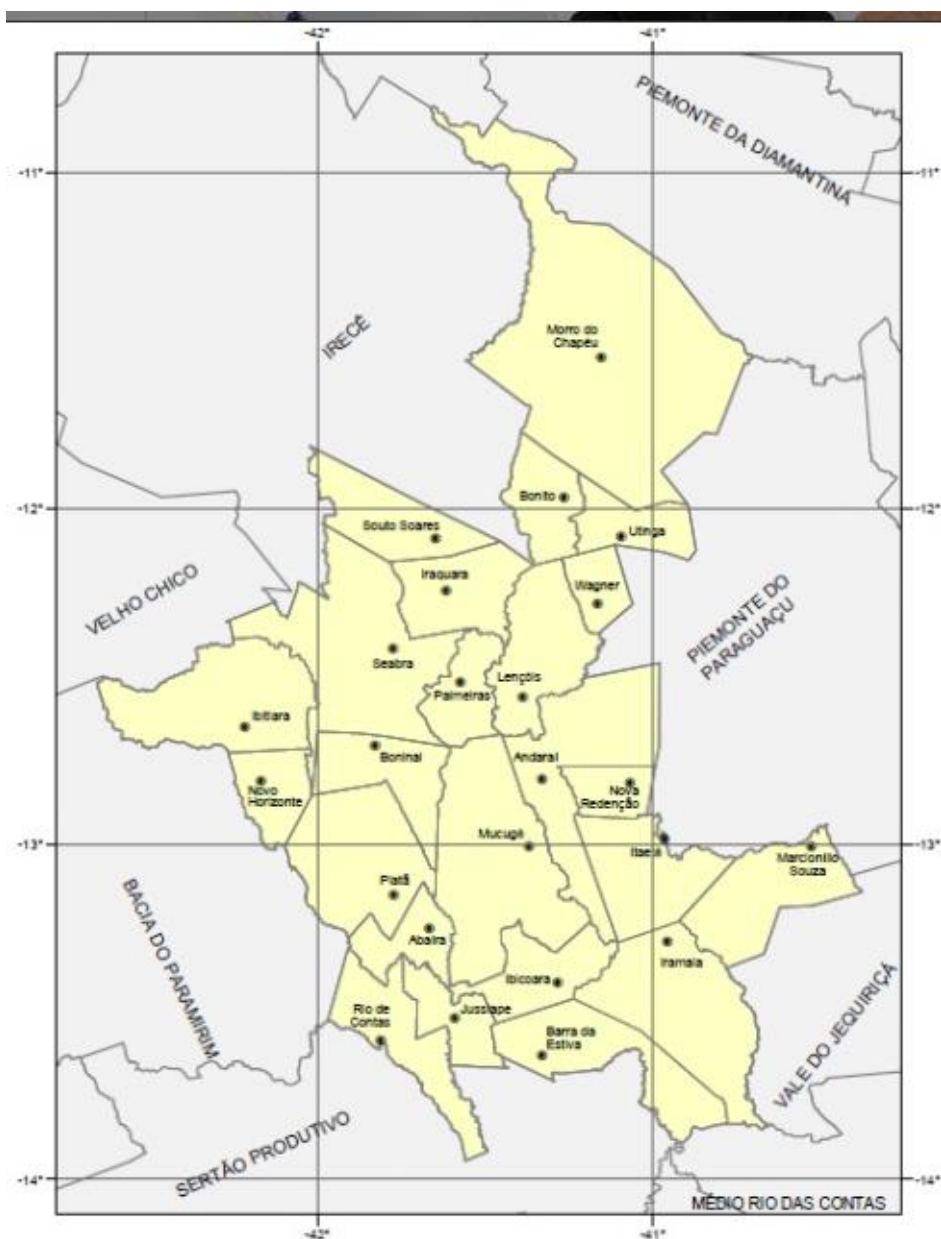 -42°
-41°
PIEMONTE DA DIAMANTINA
-11°
-11°
IRECÊ
Morro do
Chapéu
-12°
-12°
Bonito
Souto Soares
Utinga
Iraquara
Wagner
VELHO CHICO
PIEMONTE DO
PARAGUAÇU
Seabra
Palmeiras
Lençóis
Ibitiara
Boninal
Andaraí
Novo
Horizonte
Nova
Redenção
Mucugê
-13°
-13°
Itaetê
Marcionílio
Souza
Piatã
BACIA DO PARAMIRIM
Abaíra
Iramaia
Ibicoara
Rio de
Contas
Jussiape
Barra da
Estiva
VALE DO JEQUIRIÇÁ
SERTÃO PRODUTIVO
-14°
-14°
MÉDIO RIO DAS CONTAS
-42°
-41°